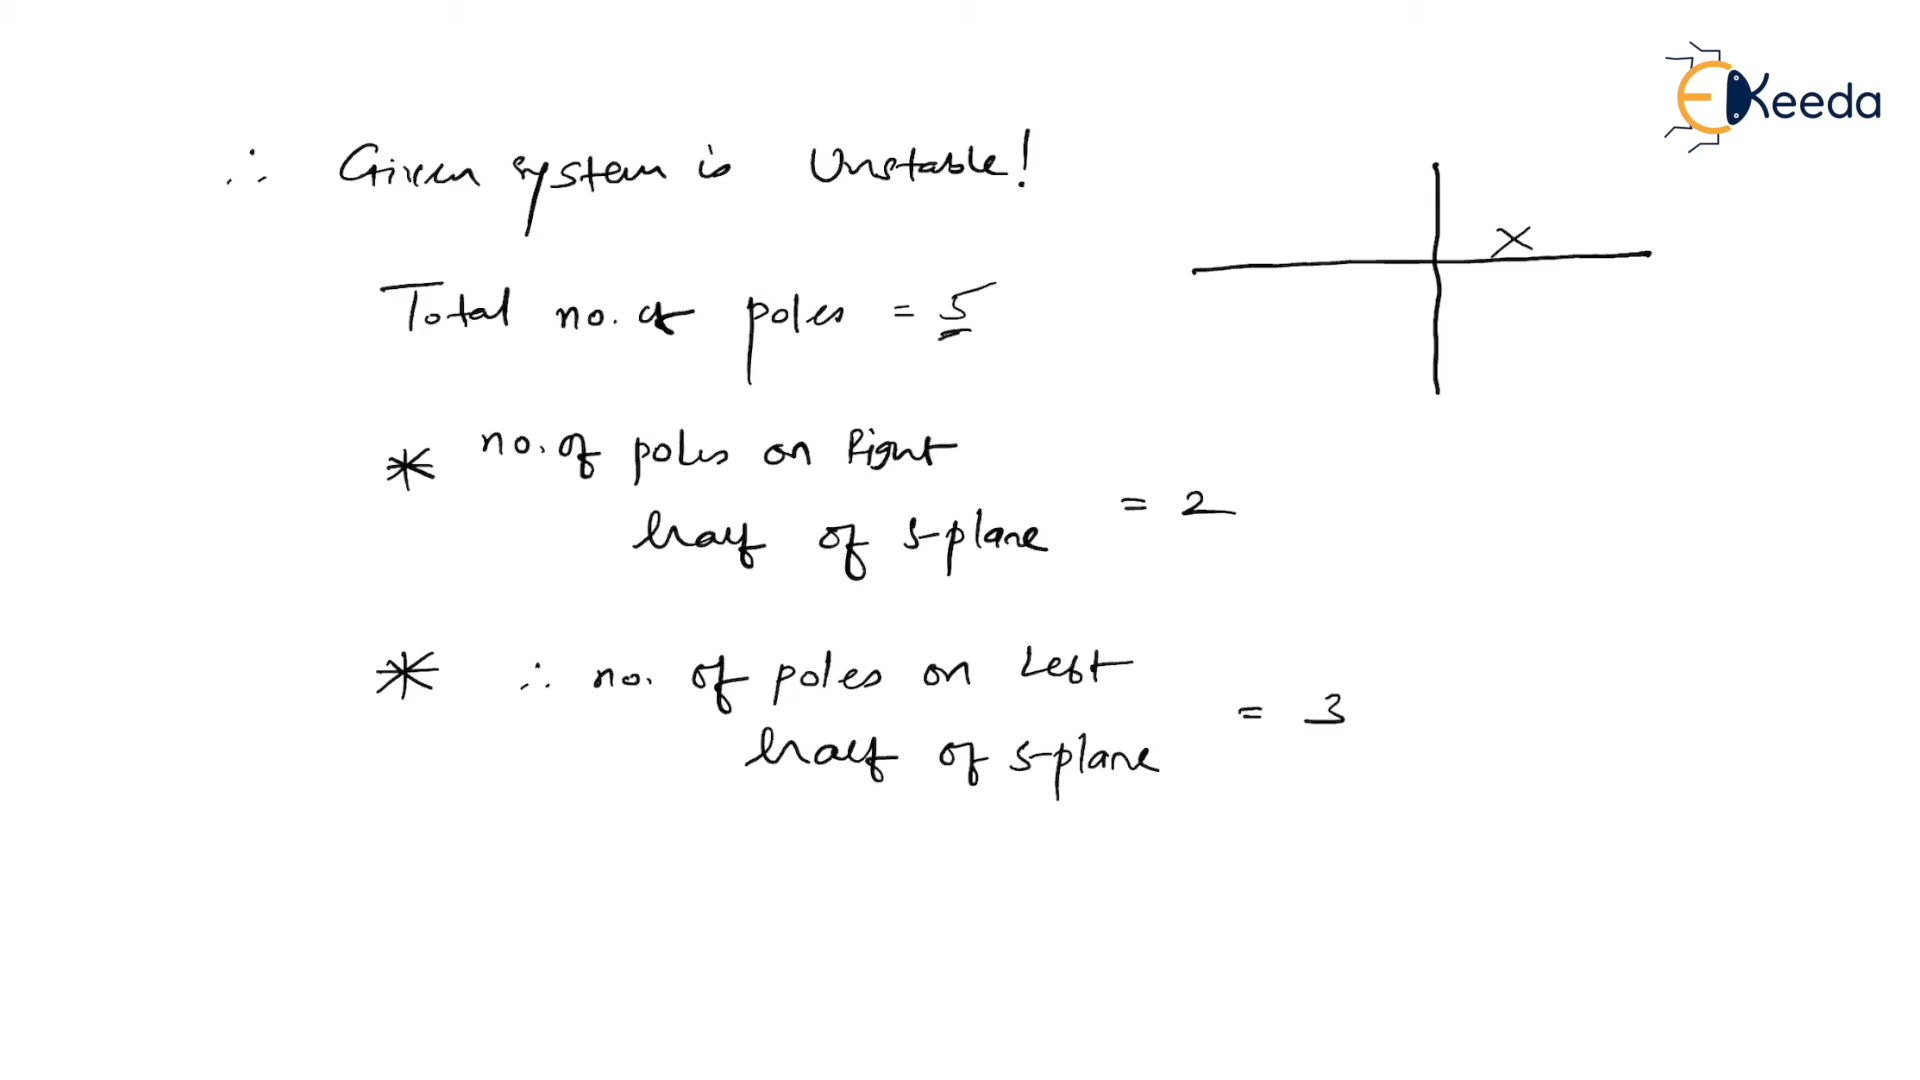 EKeeda
∴ Given system is Unstable!
Total no. of poles = 5
* no. of poles on Right
half of s-plane = 2
* ∴ no. of poles on Left
half of s-plane = 3